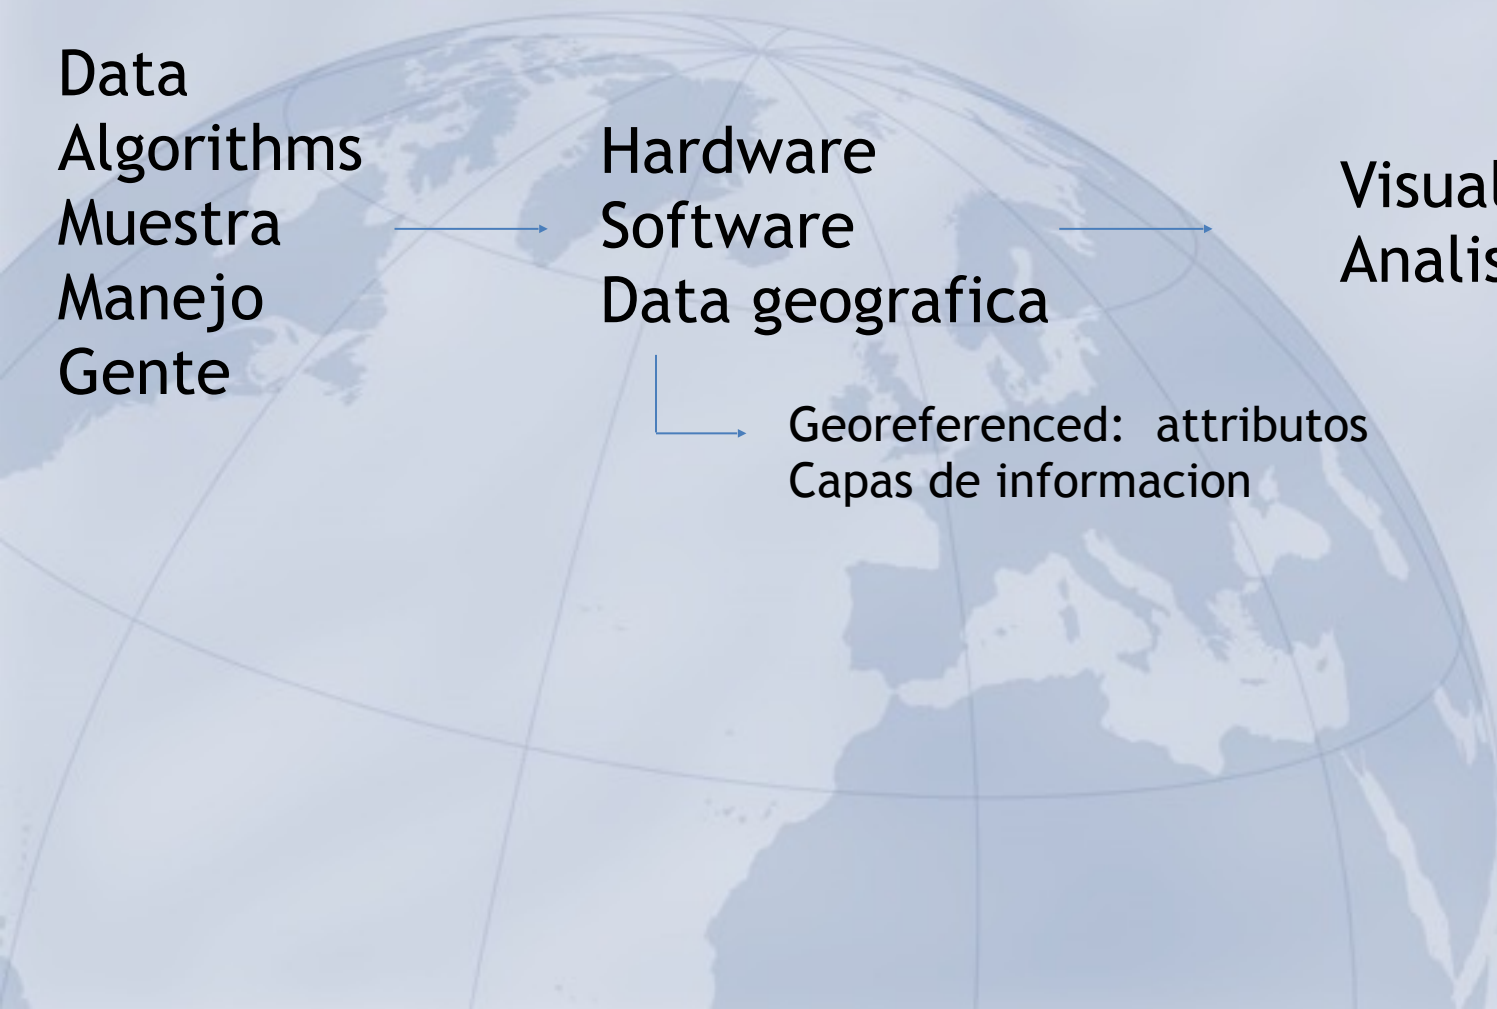 Data
Algorithms
Muestra
Manejo
Gente
Hardware
Software
Data geografica
Georeferenced:  attributos
Capas de informacion